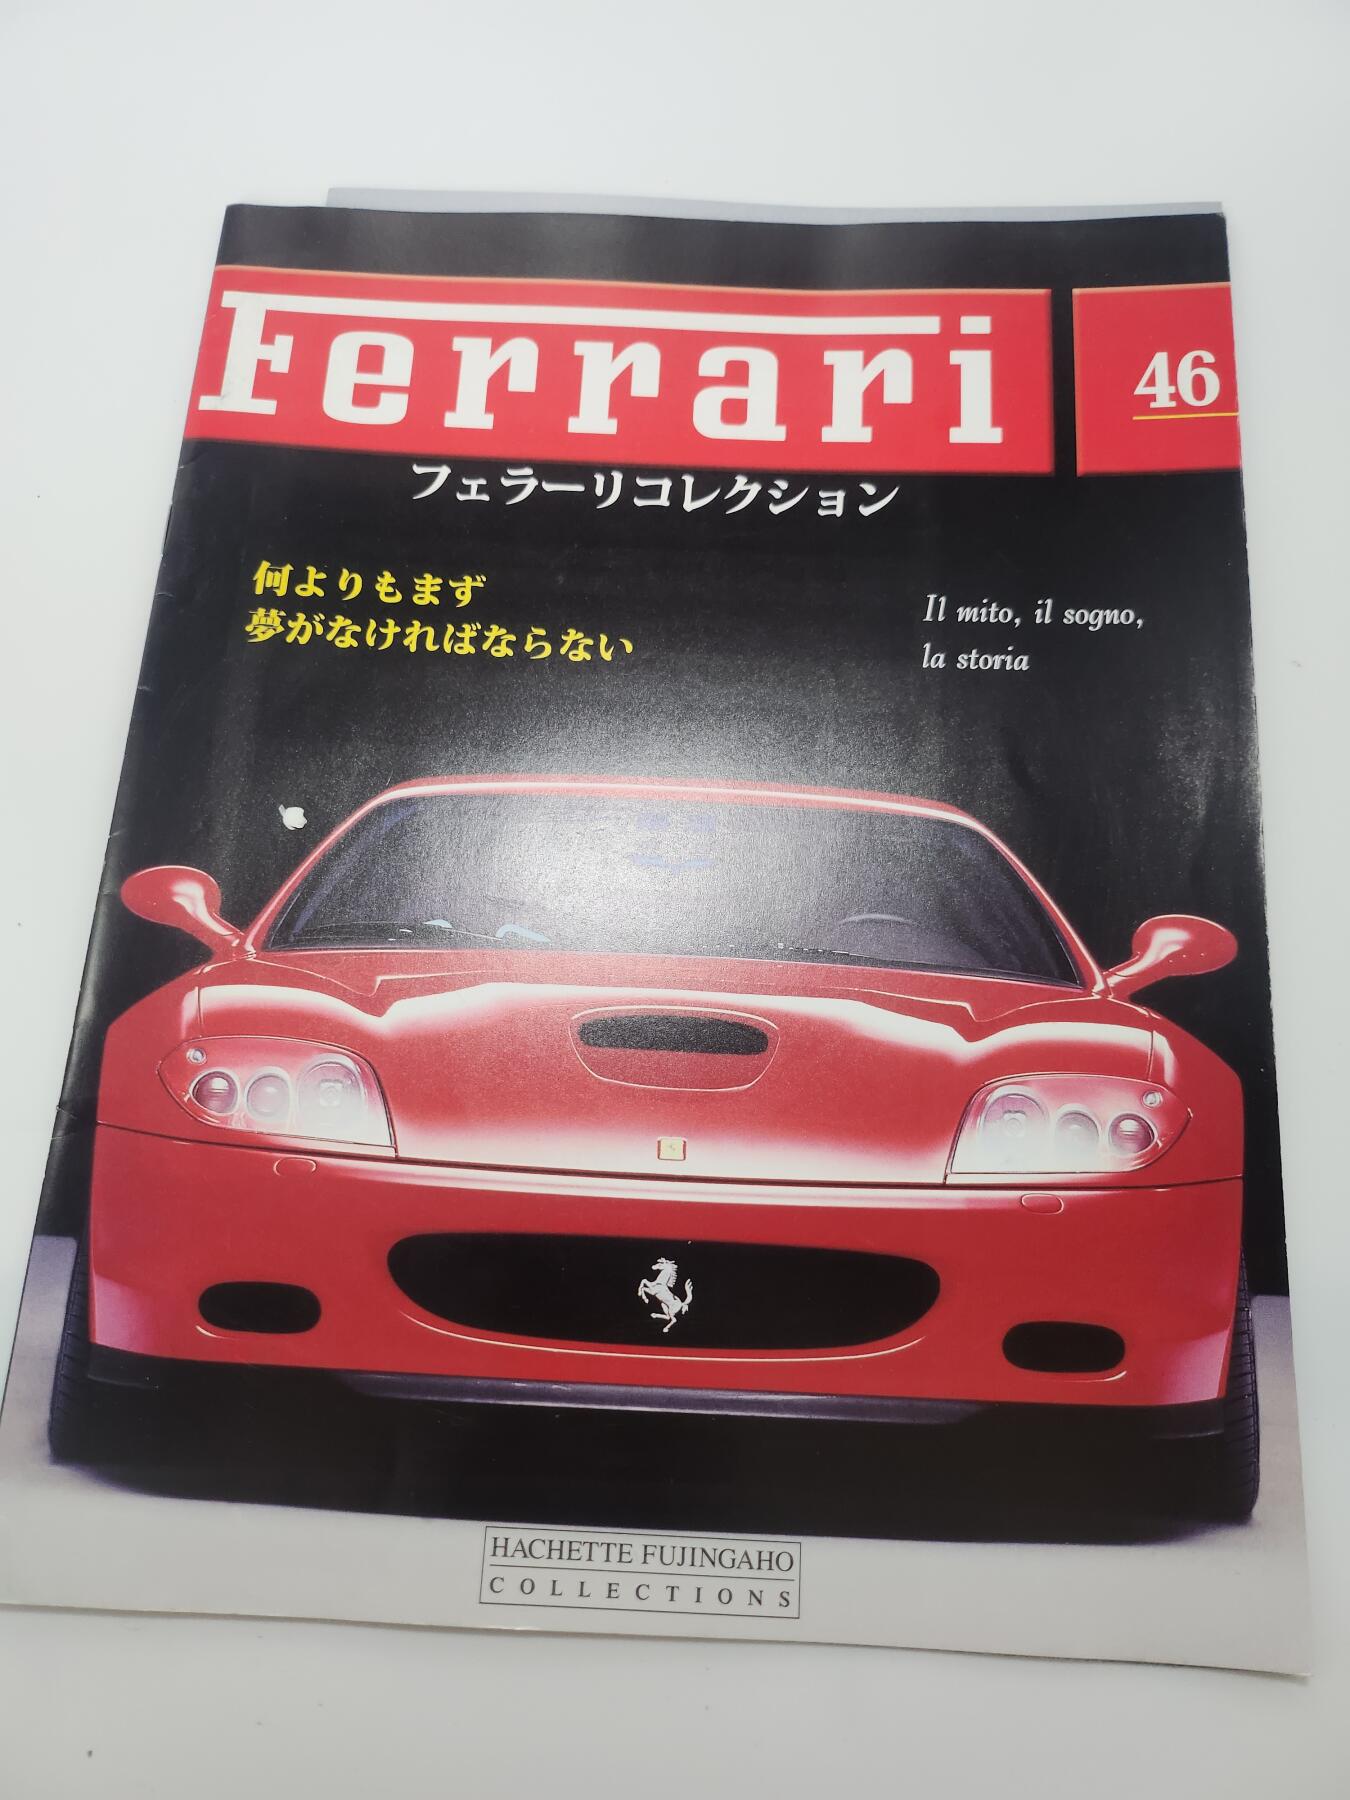 Ferrari
46
フェラーリコレクション
何よりもまず
夢がなければならない
Il mito, il sogno,
la storia
HACHETTE FUJINGAHO
COLLECTIONS